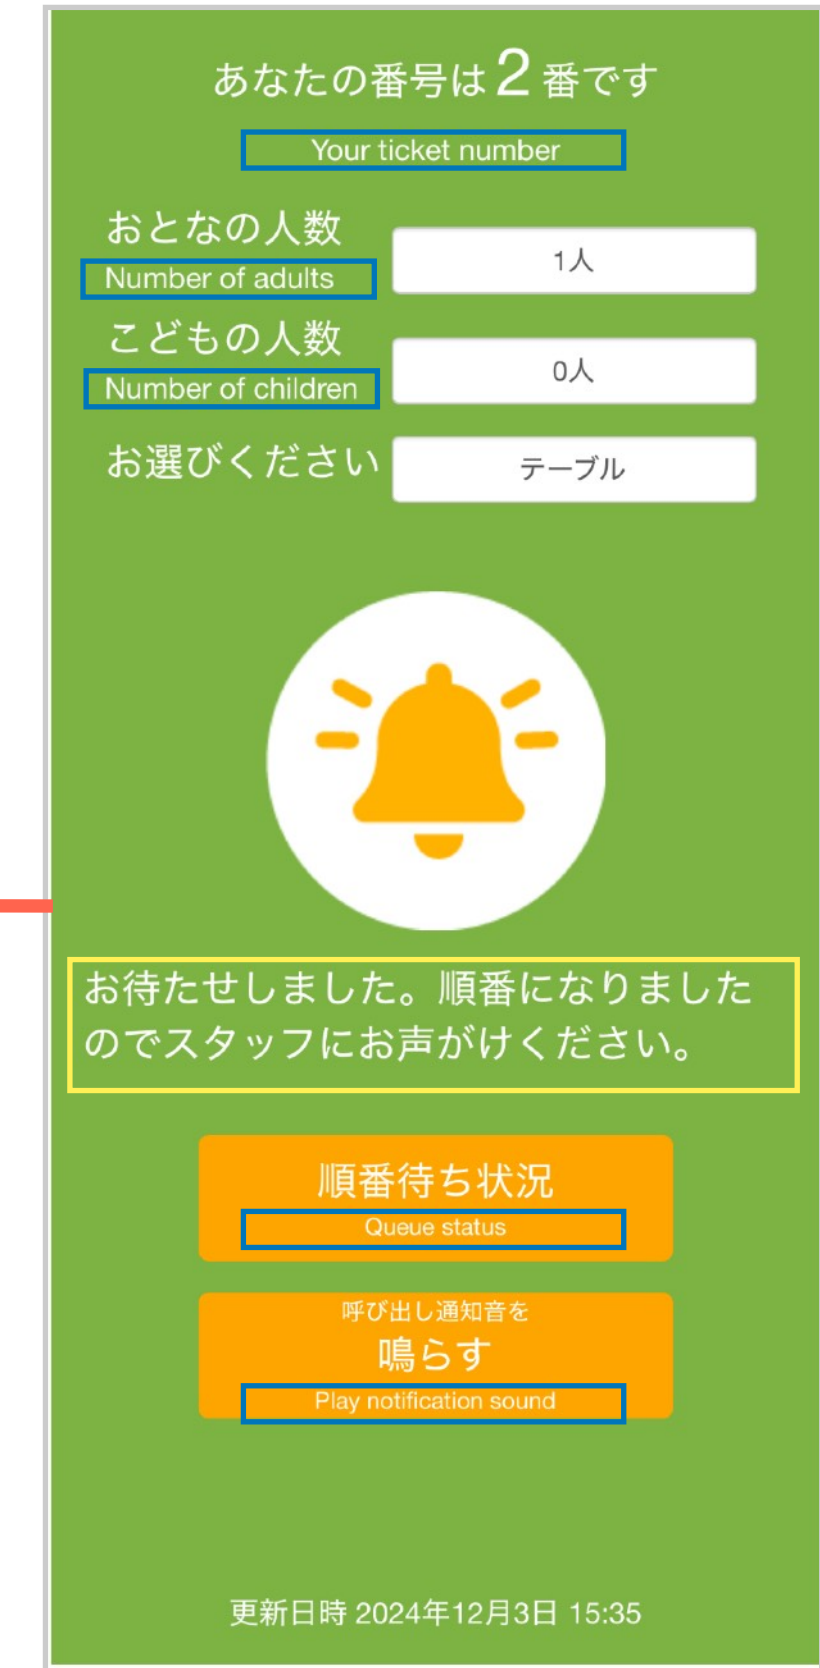 あなたの番号は2番です
Your ticket number
おとなの人数
Number of adults
1人
こどもの人数
Number of children
0人
お選びください
テーブル
お待たせしました。順番になりました
のでスタッフにお声がけください。
順番待ち状況
Queue status
呼び出し通知音を
鳴らす
Play notification sound
更新日時 2024年12月3日 15:35